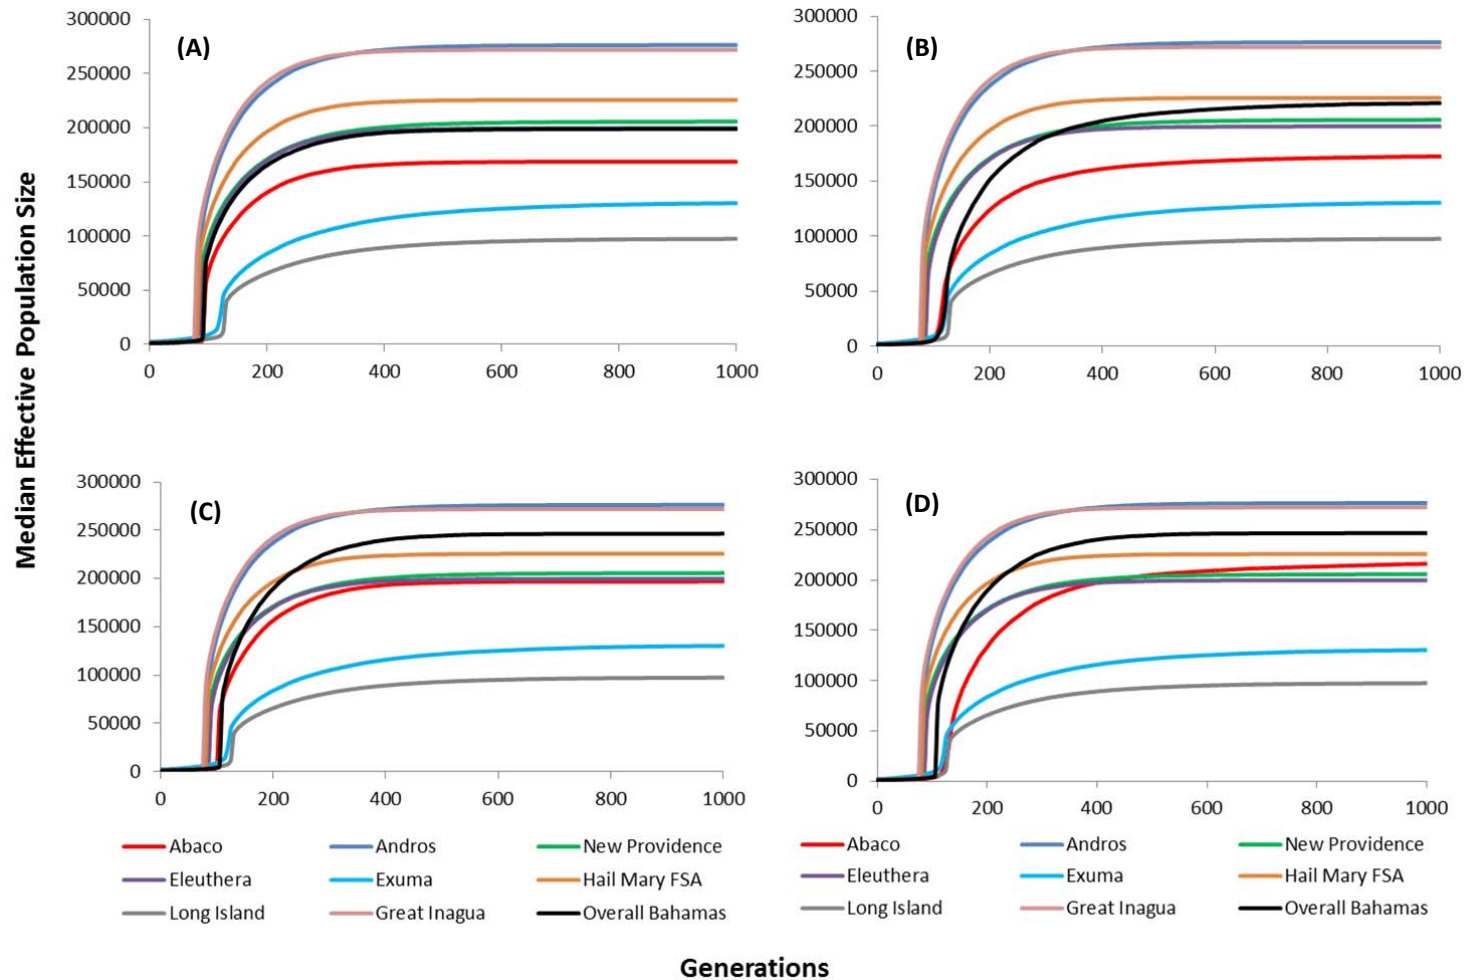 Median Effective Population Size
(A)
300000
250000
200000
150000
100000
50000
0
0 200 400 600 800 1000
(B)
300000
250000
200000
150000
100000
50000
0
0 200 400 600 800 1000
(C)
300000
250000
200000
150000
100000
50000
0
0 200 400 600 800 1000
Abaco Andros New Providence
Eleuthera Exuma Hail Mary FSA
Long Island Great Inagua Overall Bahamas
(D)
300000
250000
200000
150000
100000
50000
0
0 200 400 600 800 1000
Abaco Andros New Providence
Eleuthera Exuma Hail Mary FSA
Long Island Great Inagua Overall Bahamas
Generations